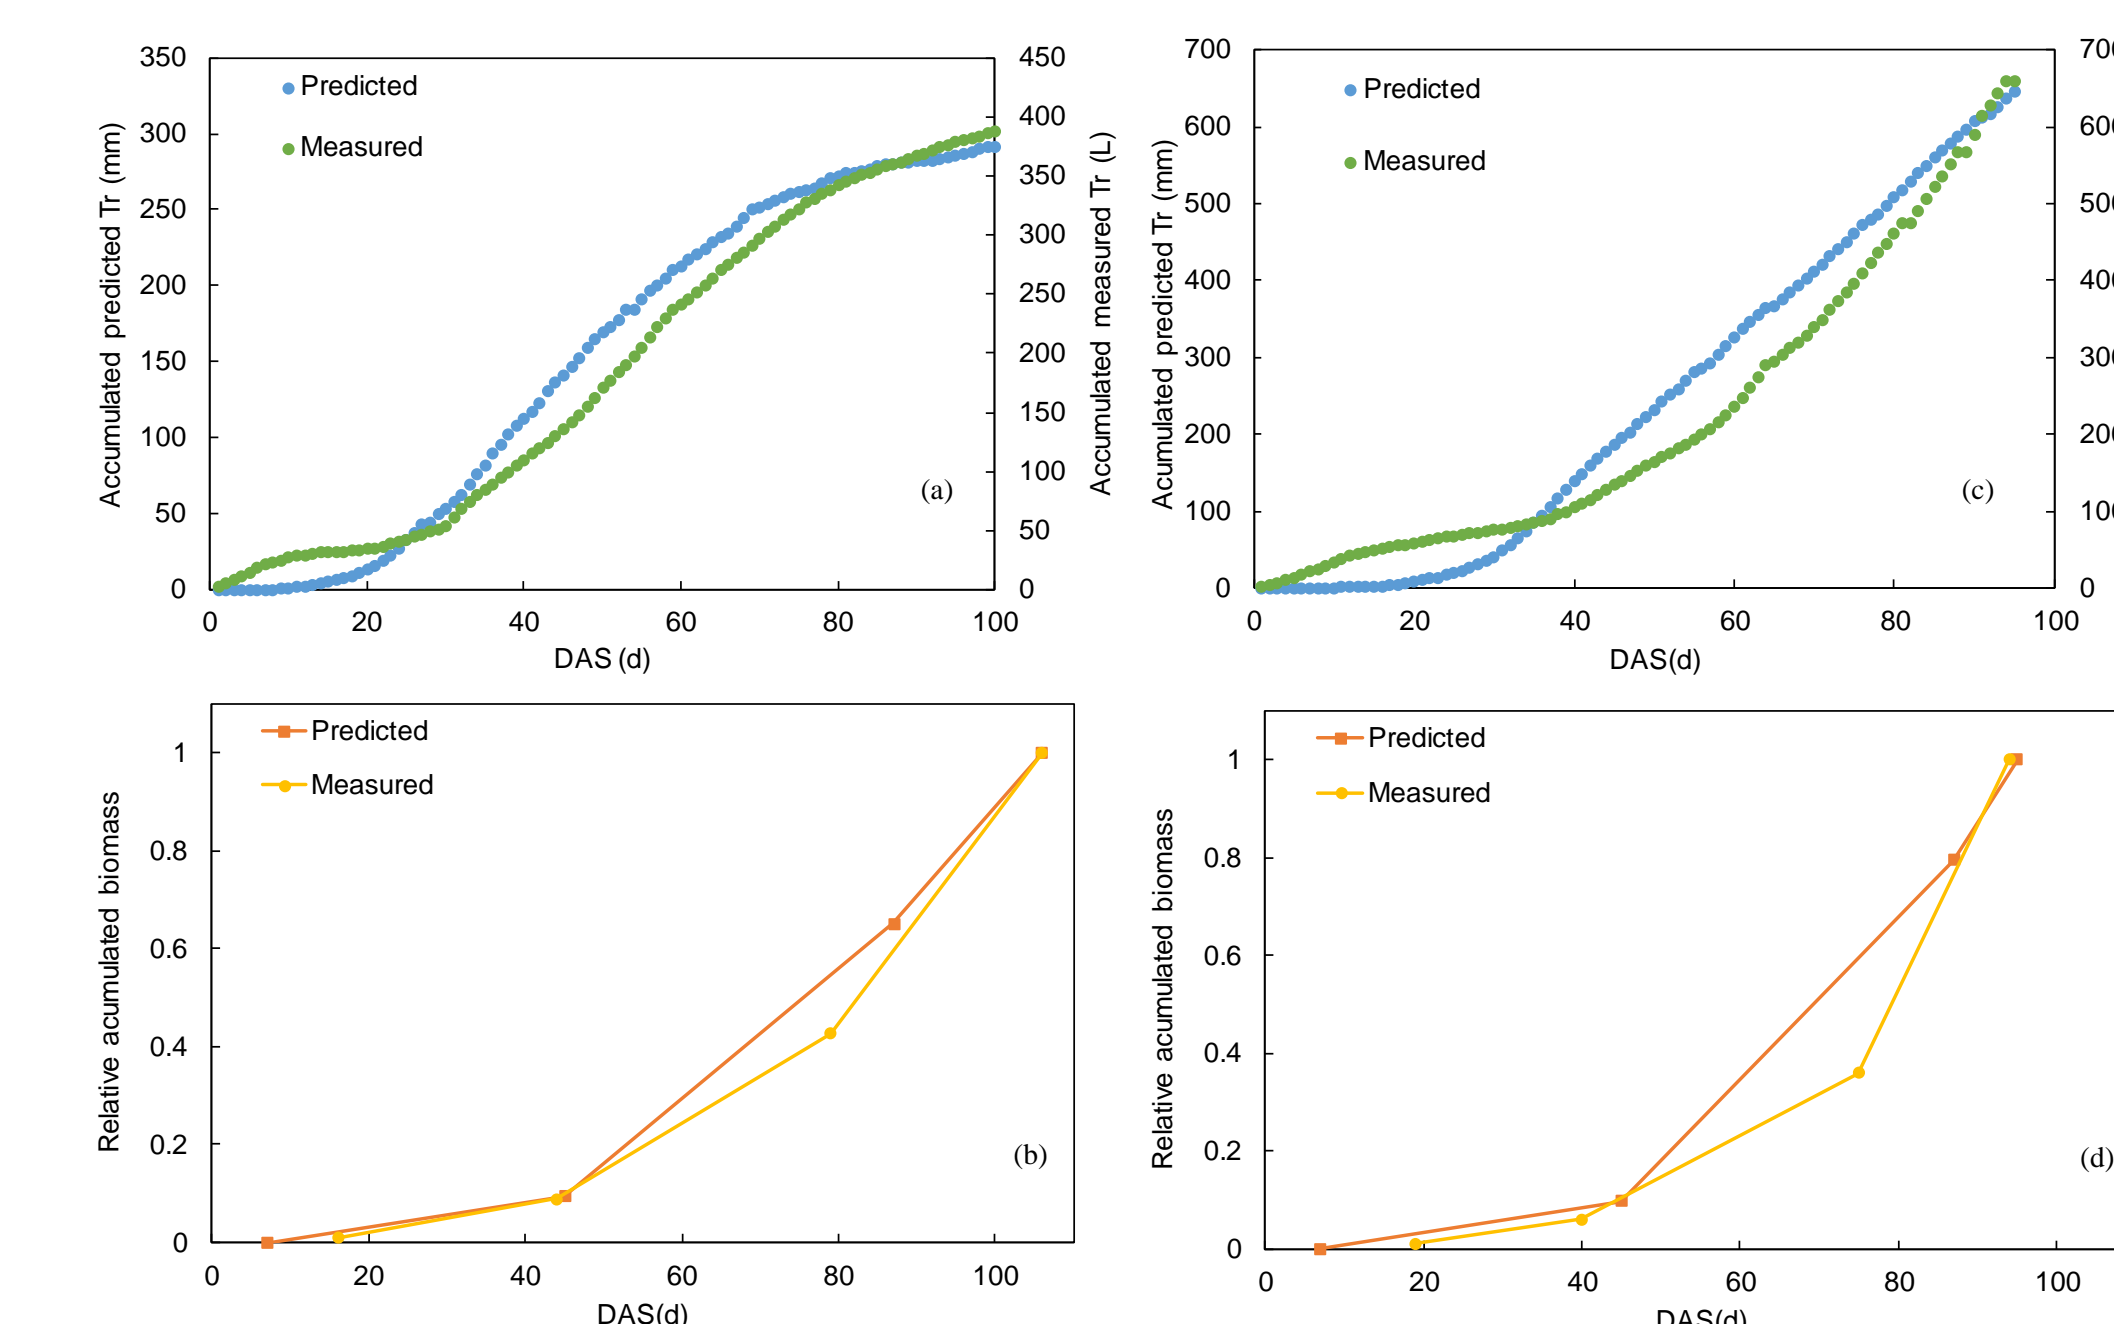 350
300
250
200
150
100
50
0
Accumulated predicted Tr (mm)
Predicted
Measured
(a)
450
400
350
300
250
200
150
100
50
0
Accumulated measured Tr (L)
0 20 40 60 80 100
DAS (d)
700
600
500
400
300
200
100
0
Acumulated predicted Tr (mm)
Predicted
Measured
(c)
0 20 40 60 80 100
DAS(d)
1
0.8
0.6
0.4
0.2
0
Relative acumulated biomass
Predicted
Measured
(b)
0 20 40 60 80 100
DAS(d)
1
0.8
0.6
0.4
0.2
0
Relative acumulated biomass
Predicted
Measured
(d)
0 20 40 60 80 100
DAS(d)